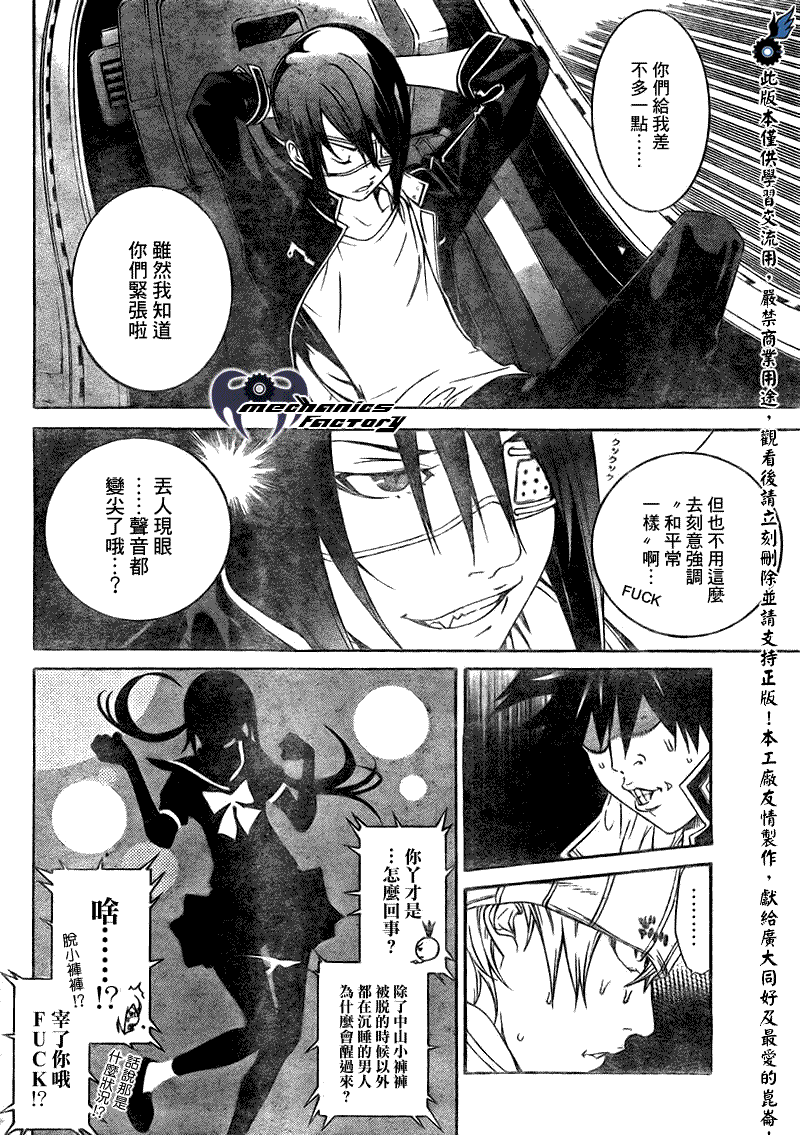 你們給我差
不多一點……
雖然我知道
你們緊張啦
Mechanics
Factory
クックックッ
但也不用這麼
去刻意強調
〝和平常
一樣〞啊…
FUCK
丟人現眼
……聲音都
變尖了哦…？
………
你丫才是
…怎麼回事？
除了中山小褲褲
被脱的時候以外
都在沉睡的男人
為什麼會醒過來？
啥……!?
脫小褲褲!?
話說那是
什麼狀況!?
宰了你哦
FUCK!?
此版本僅供學習交流用，嚴禁商業用途，觀看後請立刻刪除並請支持正版！本工廠友情製作，獻給廣大同好及最愛的崑崙！